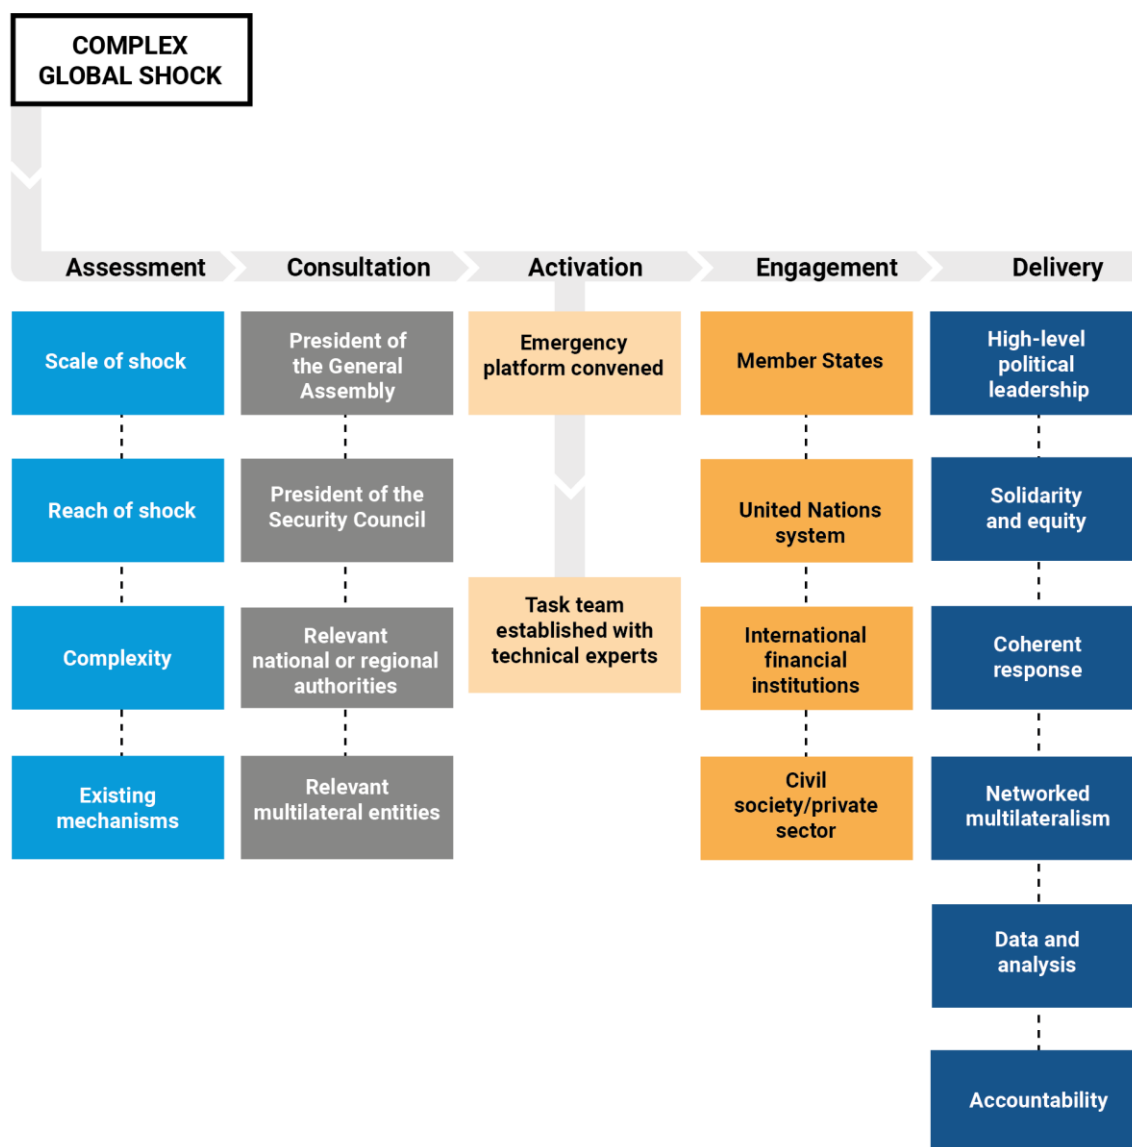 COMPLEX
GLOBAL SHOCK
Assessment
Consultation
Activation
Engagement
Delivery
Scale of shock
Reach of shock
Complexity
Existing
mechanisms
President of
the General
Assembly
President of the
Security Council
Relevant
national or regional
authorities
Relevant
multilateral entities
Emergency
platform convened
Task team
established with
technical experts
Member States
United Nations
system
International
financial
institutions
Civil
society/private
sector
High-level
political
leadership
Solidarity
and equity
Coherent
response
Networked
multilateralism
Data and
analysis
Accountability